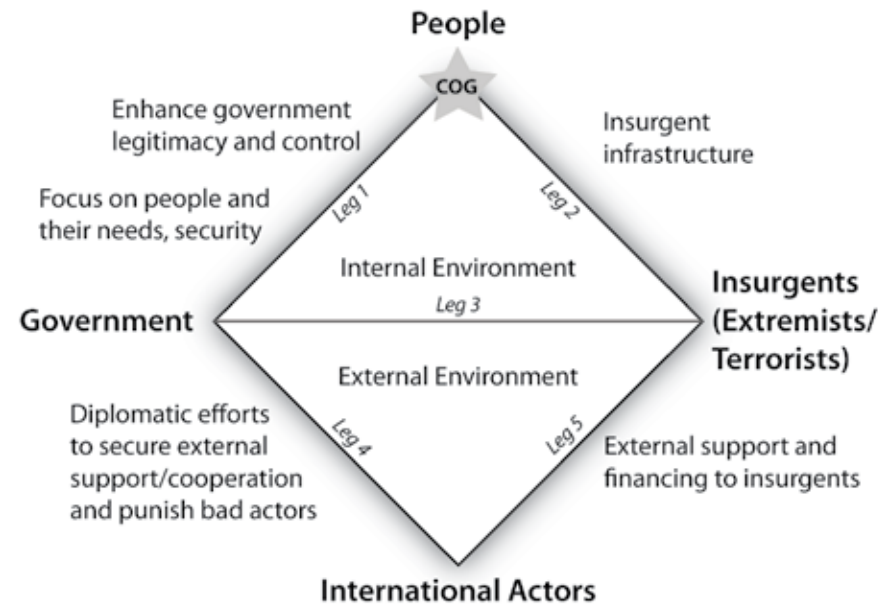 People
COG
Enhance government
legitimacy and control
Insurgent
infrastructure
Focus on people and
their needs, security
Leg 1
Leg 2
Internal Environment
Leg 3
Government
Insurgents
(Extremists/
Terrorists)
External Environment
Diplomatic efforts
to secure external
support/cooperation
and punish bad actors
Leg 4
Leg 5
External support and
financing to insurgents
International Actors